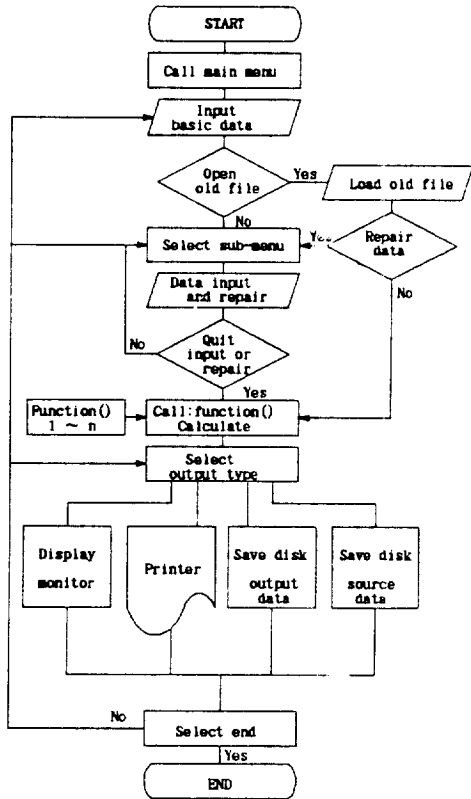 START
Call main menu
Input
basic data
Open
old file
Yes
Load old file
No
Select sub-menu
Yes
Repair
data
Data input
and repair
No
No
Quit
input or
repair
Yes
Punction()
1 ~ n
Call:function()
Calculate
Select
output type
Display
monitor
Printer
Save disk
output
data
Save disk
source
data
No
Select end
Yes
END